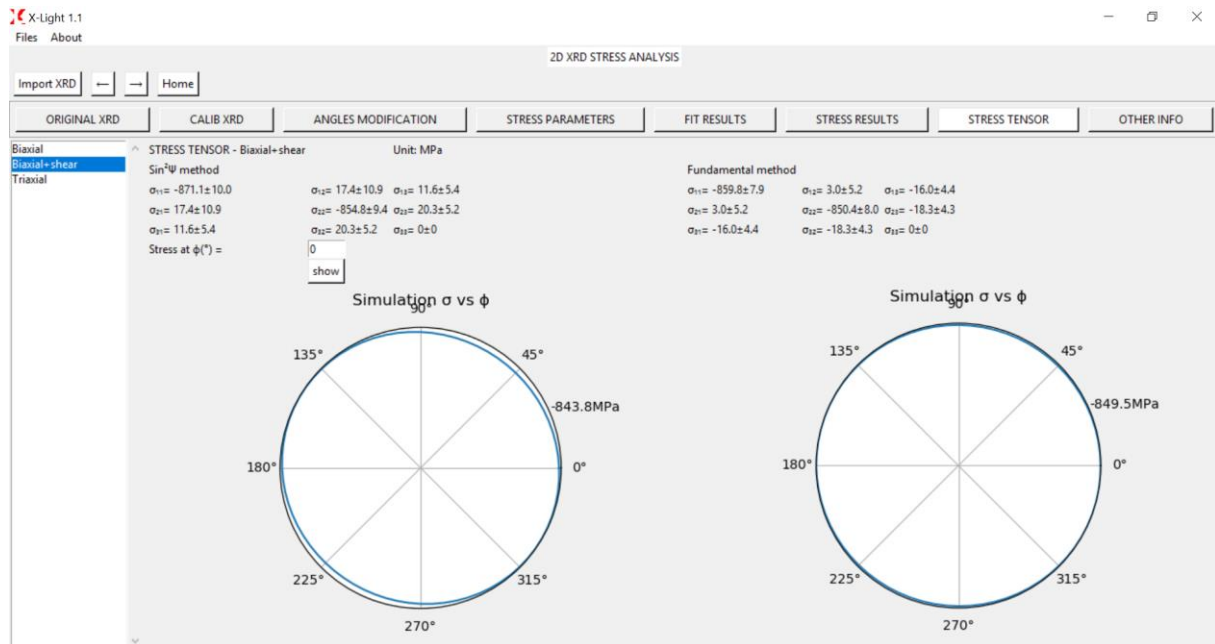 X-Light 1.1
Files About
2D XRD STRESS ANALYSIS
Import XRD ← → Home
ORIGINAL XRD CALIB XRD ANGLES MODIFICATION STRESS PARAMETERS FIT RESULTS STRESS RESULTS STRESS TENSOR OTHER INFO
Biaxial
Biaxial+shear
Triaxial
STRESS TENSOR - Biaxial+shear Unit: MPa
Sin²Ψ method
σ₁₁= -871.1±10.0 σ₁₂= 17.4±10.9 σ₁₃= 11.6±5.4
σ₂₁= 17.4±10.9 σ₂₂= -854.8±9.4 σ₂₃= 20.3±5.2
σ₃₁= 11.6±5.4 σ₃₂= 20.3±5.2 σ₃₃= 0±0
Stress at ϕ(°) = 0
show
Fundamental method
σ₁₁= -859.8±7.9 σ₁₂= 3.0±5.2 σ₁₃= -16.0±4.4
σ₂₁= 3.0±5.2 σ₂₂= -850.4±8.0 σ₂₃= -18.3±4.3
σ₃₁= -16.0±4.4 σ₃₂= -18.3±4.3 σ₃₃= 0±0
Simulation σ vs ϕ
90°
135° 45°
-843.8MPa
180° 0°
225° 315°
270°
Simulation σ vs ϕ
90°
135° 45°
-849.5MPa
180° 0°
225° 315°
270°